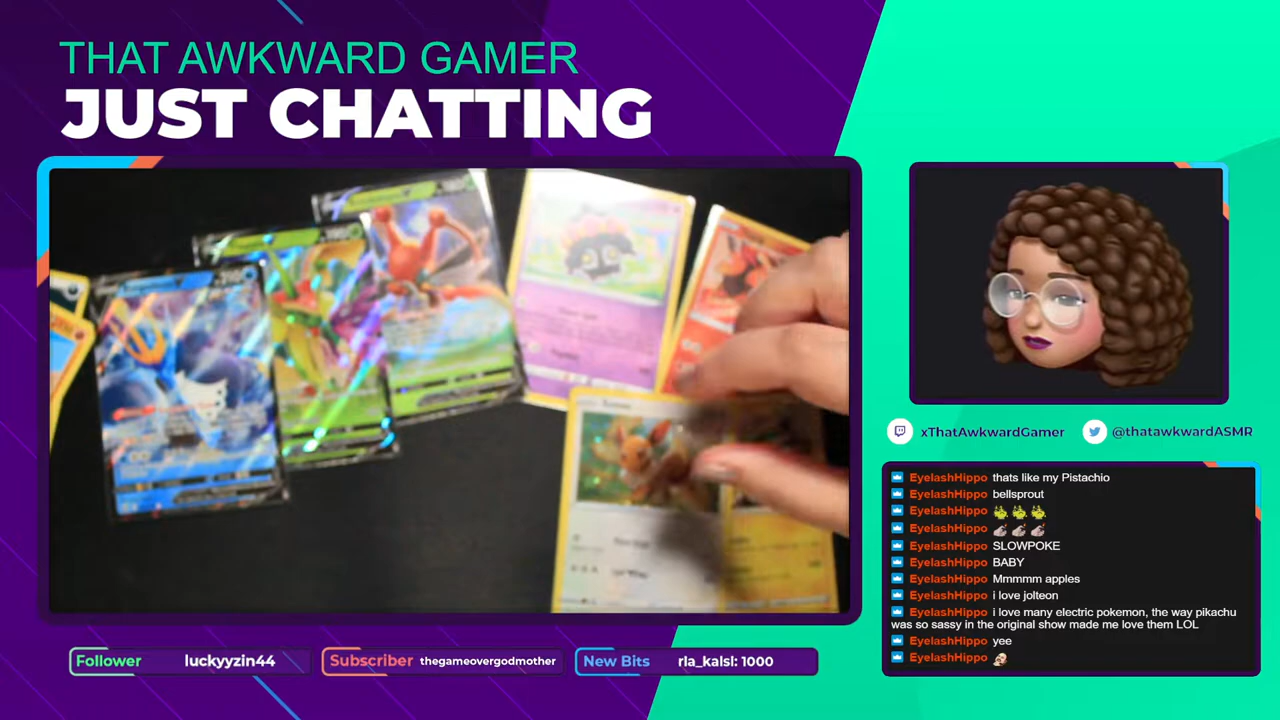 THAT AWKWARD GAMER
JUST CHATTING
xThatAwkwardGamer
@thatawkwardASMR
EyelashHippo thats like my Pistachio
EyelashHippo bellsprout
EyelashHippo
EyelashHippo
EyelashHippo SLOWPOKE
EyelashHippo BABY
EyelashHippo Mmmmm apples
EyelashHippo i love jolteon
EyelashHippo i love many electric pokemon, the way pikachu
was so sassy in the original show made me love them LOL
EyelashHippo yee
EyelashHippo
Follower luckyyzin44
Subscriber thegameovergodmother
New Bits rla_kalsl: 1000